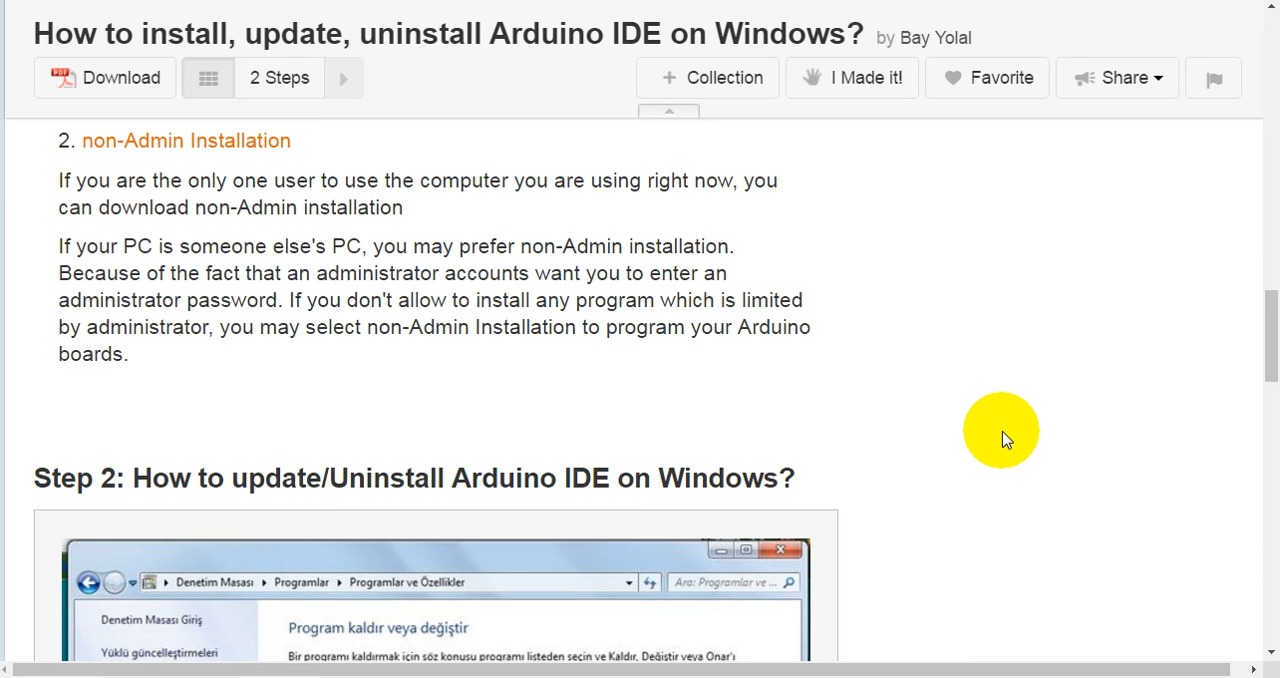 How to install, update, uninstall Arduino IDE on Windows? by Bay Yolal
PDF Download 2 Steps + Collection I Made it! Favorite Share
2. non-Admin Installation
If you are the only one user to use the computer you are using right now, you
can download non-Admin installation
If your PC is someone else's PC, you may prefer non-Admin installation.
Because of the fact that an administrator accounts want you to enter an
administrator password. If you don't allow to install any program which is limited
by administrator, you may select non-Admin Installation to program your Arduino
boards.
Step 2: How to update/Uninstall Arduino IDE on Windows?
Denetim Masası Programlar Programlar ve Özellikler Ara: Programlar ve ...
Denetim Masası Giriş
Program kaldır veya değiştir
Yüklü güncelleştirmeleri
Bir programı kaldırmak için söz konusu programı listeden seçin ve Kaldır, Değiştir veya Onar'ı